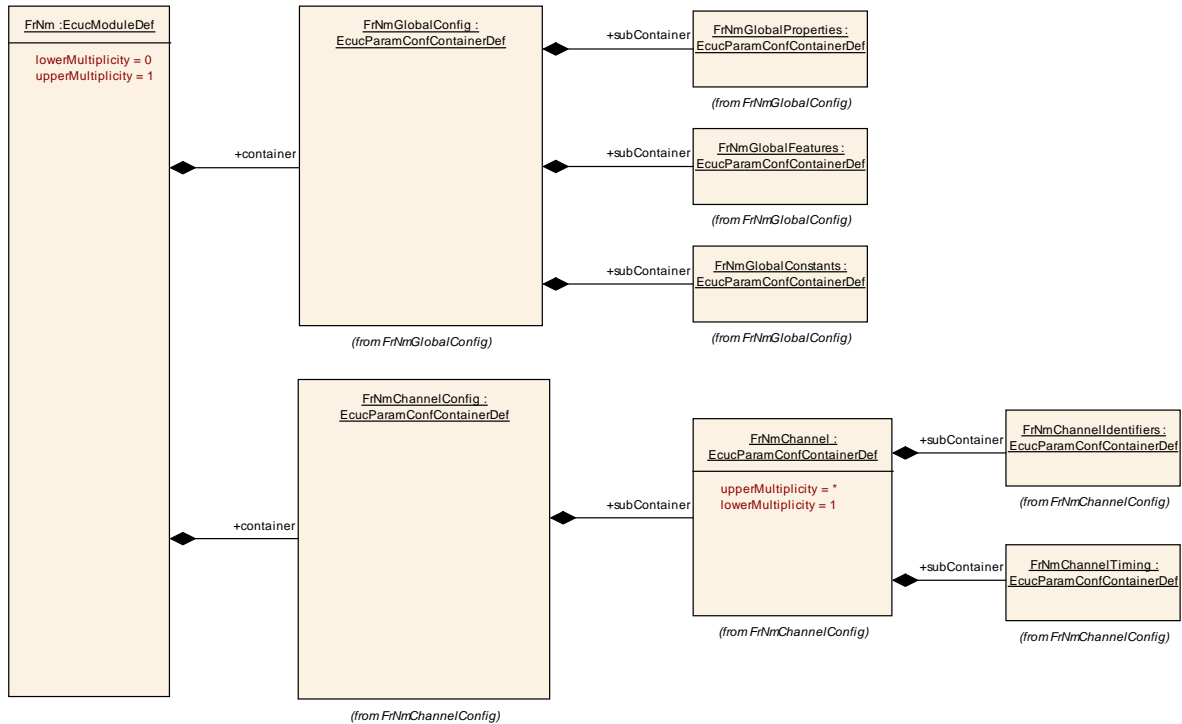 FrNm :EcucModuleDef
lowerMultiplicity = 0
upperMultiplicity = 1
+container
FrNmGlobalConfig :
EcucParamConfContainerDef
(from FrNmGlobalConfig)
+subContainer
FrNmGlobalProperties :
EcucParamConfContainerDef
(from FrNmGlobalConfig)
+subContainer
FrNmGlobalFeatures :
EcucParamConfContainerDef
(from FrNmGlobalConfig)
+subContainer
FrNmGlobalConstants :
EcucParamConfContainerDef
(from FrNmGlobalConfig)
+container
FrNmChannelConfig :
EcucParamConfContainerDef
(from FrNmChannelConfig)
+subContainer
FrNmChannel :
EcucParamConfContainerDef
upperMultiplicity = *
lowerMultiplicity = 1
(from FrNmChannelConfig)
+subContainer
FrNmChannelIdentifiers :
EcucParamConfContainerDef
(from FrNmChannelConfig)
+subContainer
FrNmChannelTiming :
EcucParamConfContainerDef
(from FrNmChannelConfig)